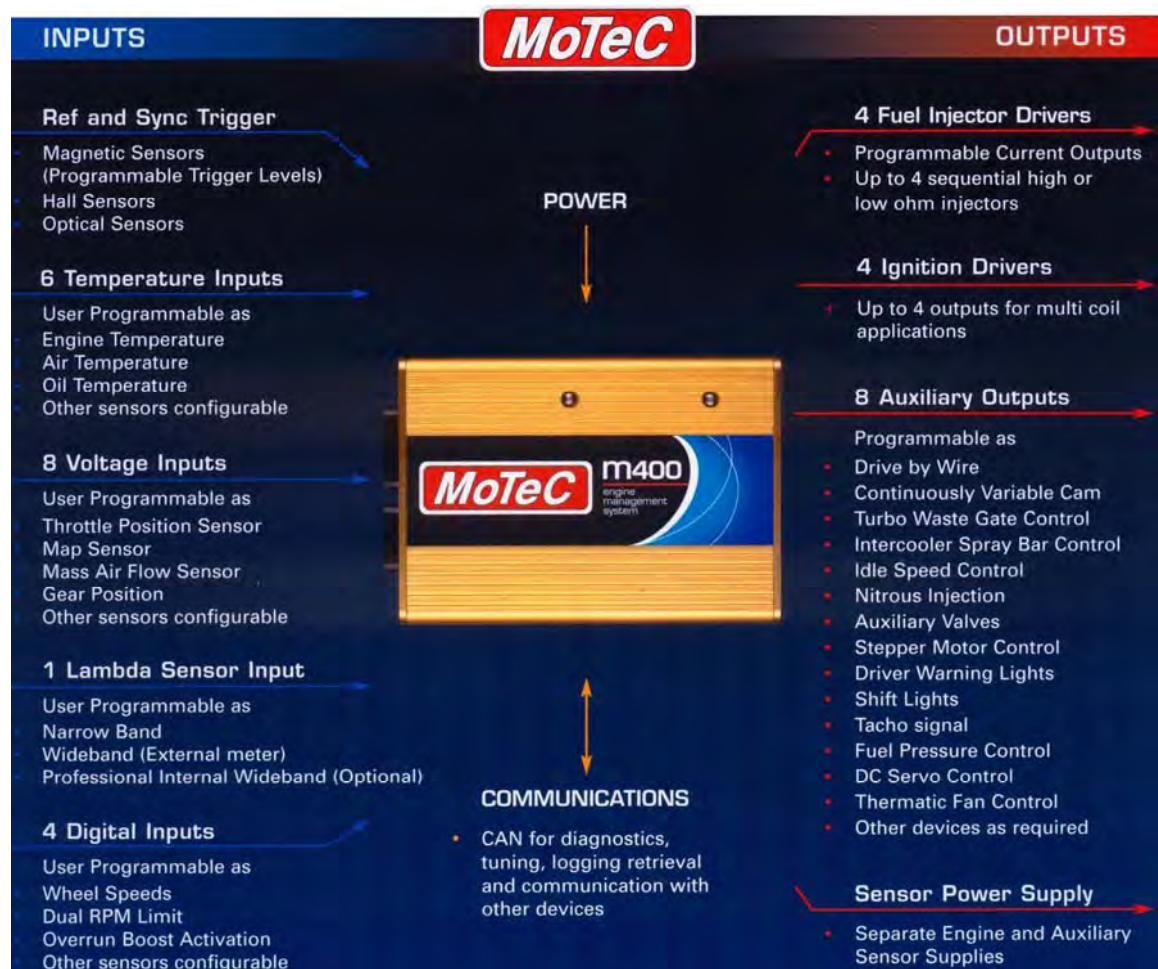 INPUTS
MoTeC
OUTPUTS
Ref and Sync Trigger
Magnetic Sensors
(Programmable Trigger Levels)
Hall Sensors
Optical Sensors
6 Temperature Inputs
User Programmable as
Engine Temperature
Air Temperature
Oil Temperature
Other sensors configurable
8 Voltage Inputs
User Programmable as
Throttle Position Sensor
Map Sensor
Mass Air Flow Sensor
Gear Position
Other sensors configurable
1 Lambda Sensor Input
User Programmable as
Narrow Band
Wideband (External meter)
Professional Internal Wideband (Optional)
4 Digital Inputs
User Programmable as
Wheel Speeds
Dual RPM Limit
Overrun Boost Activation
Other sensors configurable
POWER
MoTeC
m400
engine
management
system
COMMUNICATIONS
• CAN for diagnostics,
tuning, logging retrieval
and communication with
other devices
4 Fuel Injector Drivers
• Programmable Current Outputs
• Up to 4 sequential high or
low ohm injectors
4 Ignition Drivers
• Up to 4 outputs for multi coil
applications
8 Auxiliary Outputs
Programmable as
• Drive by Wire
• Continuously Variable Cam
• Turbo Waste Gate Control
• Intercooler Spray Bar Control
• Idle Speed Control
• Nitrous Injection
• Auxiliary Valves
• Stepper Motor Control
• Driver Warning Lights
• Shift Lights
• Tacho signal
• Fuel Pressure Control
• DC Servo Control
• Thermatic Fan Control
• Other devices as required
Sensor Power Supply
• Separate Engine and Auxiliary
Sensor Supplies